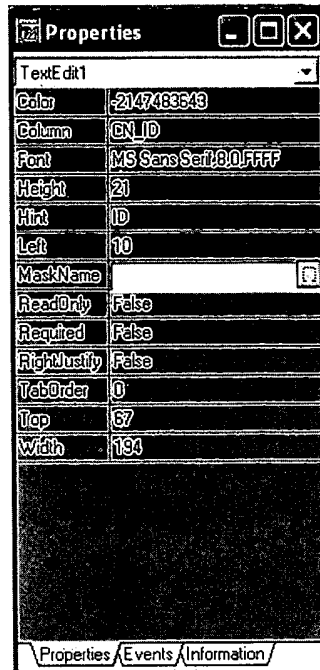 Properties
TextEdit1
Color -2147483643
Column CN_ID
Font MS Sans Serif,8,0,FFFF
Height 21
Hint ID
Left 10
MaskName
ReadOnly False
Required False
RightJustify False
TabOrder 0
Top 67
Width 194
Properties Events Information